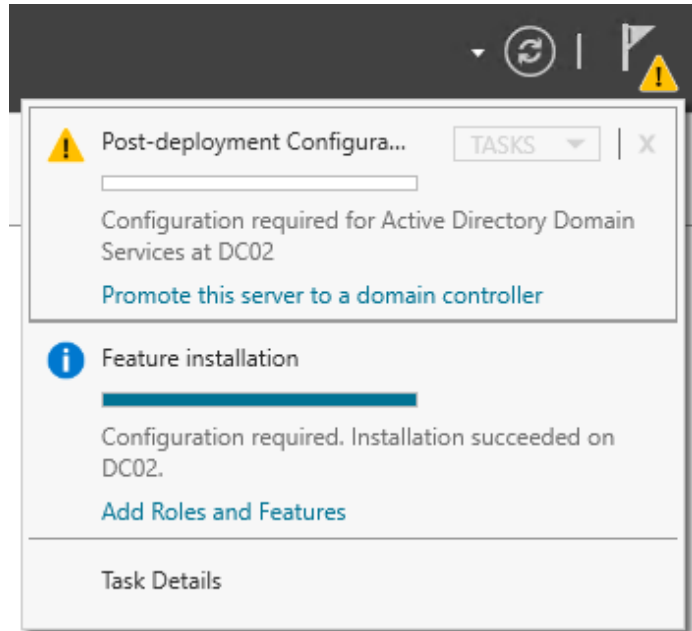 Post-deployment Configura...
TASKS
X
Configuration required for Active Directory Domain
Services at DC02
Promote this server to a domain controller
Feature installation
Configuration required. Installation succeeded on
DC02.
Add Roles and Features
Task Details